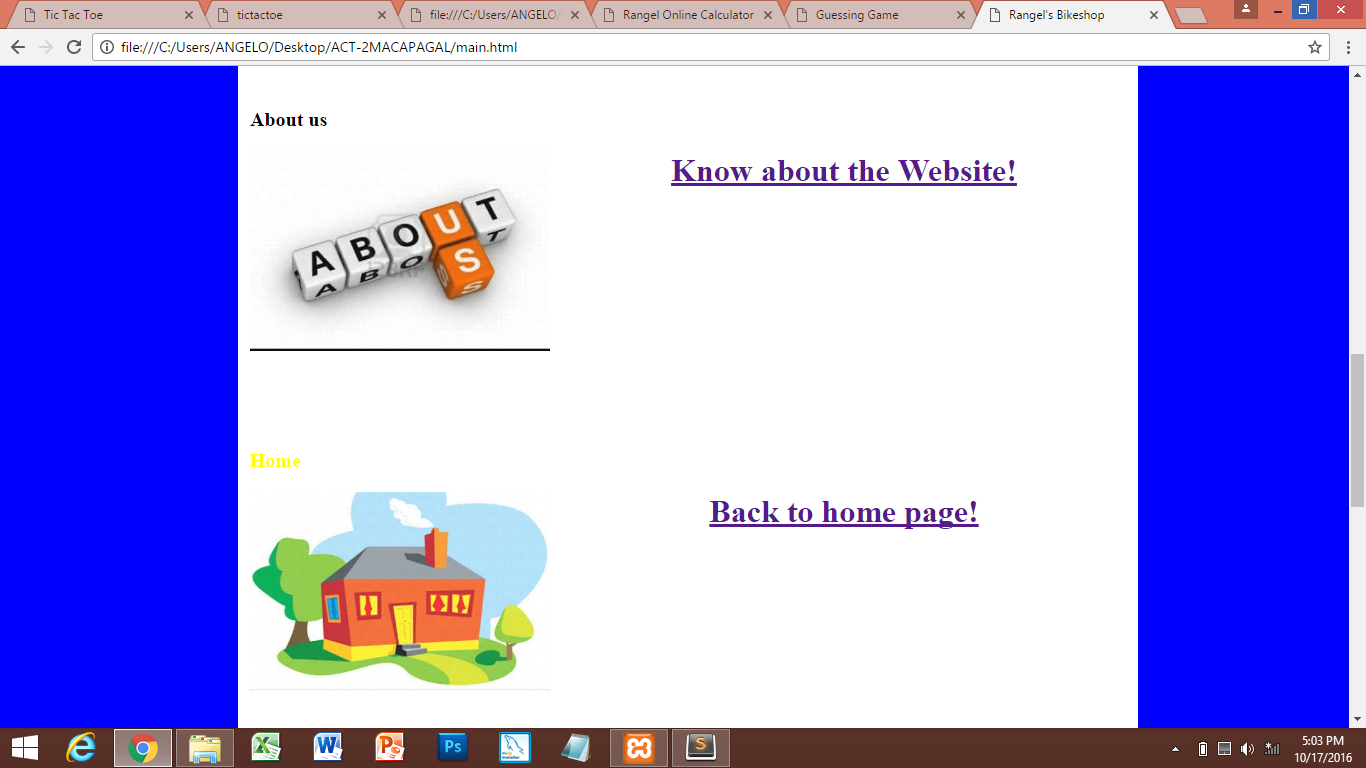 Tic Tac Toe
tictactoe
file:///C:/Users/ANGELO/
Rangel Online Calculator
Guessing Game
Rangel's Bikeshop
file:///C:/Users/ANGELO/Desktop/ACT-2MACAPAGAL/main.html
About us
Know about the Website!
ABOUT
US
Home
Back to home page!
5:03 PM
10/17/2016